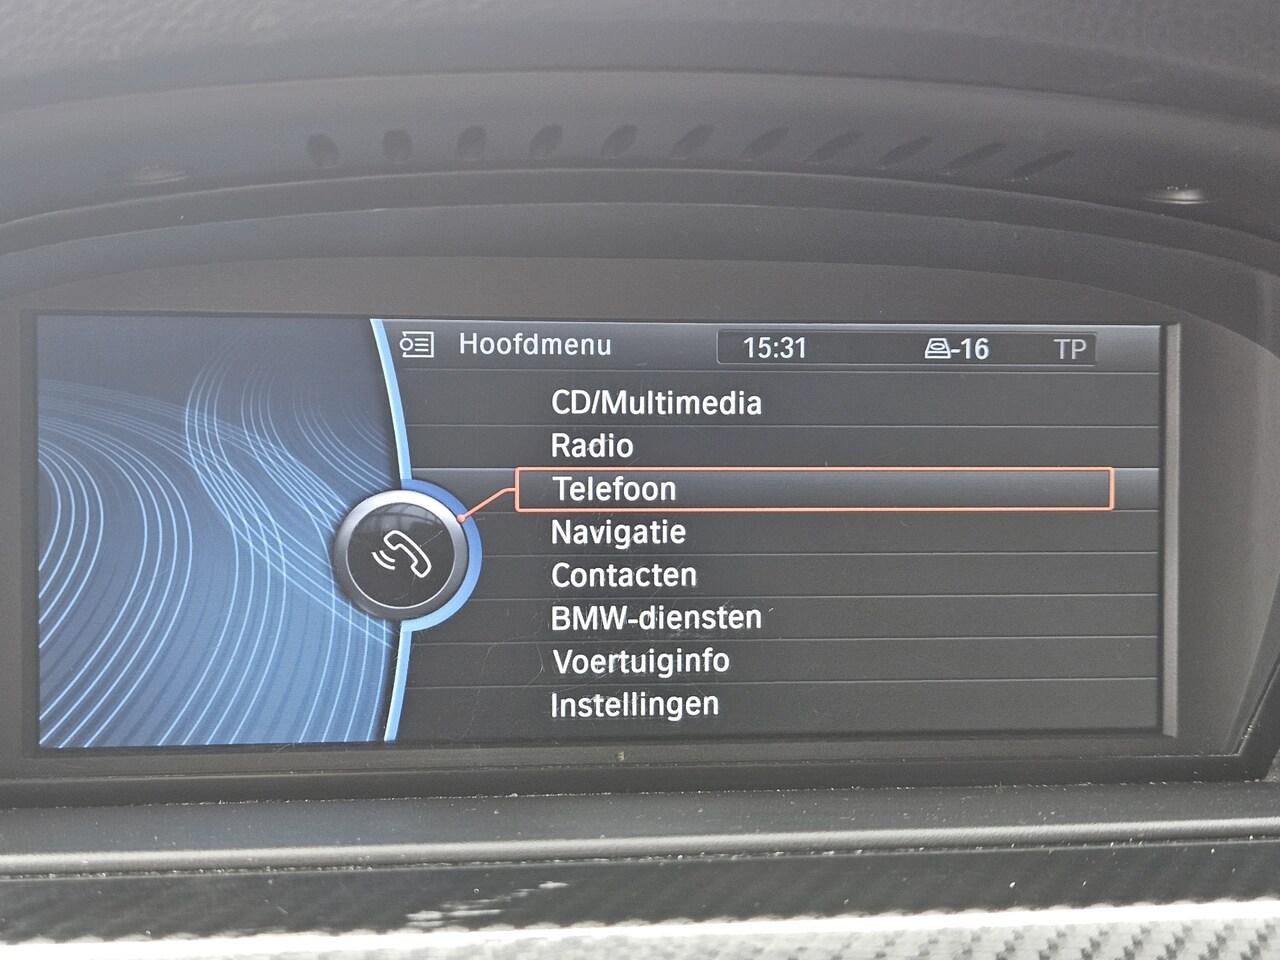 Hoofdmenu 15:31 -16 TP
CD/Multimedia
Radio
Telefoon
Navigatie
Contacten
BMW-diensten
Voertuiginfo
Instellingen